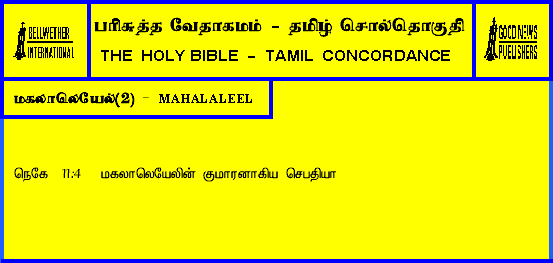 BELLWETHER
INTERNATIONAL
பரிசுத்த வேதாகமம் - தமிழ் சொல்தொகுதி
THE HOLY BIBLE - TAMIL CONCORDANCE
GOOD NEWS
PUBLISHERS
மகலாலெயேல்(2) - MAHALALEEL
நெகே 11:4 மகலாலெயேலின் குமாரனாகிய செபதியா